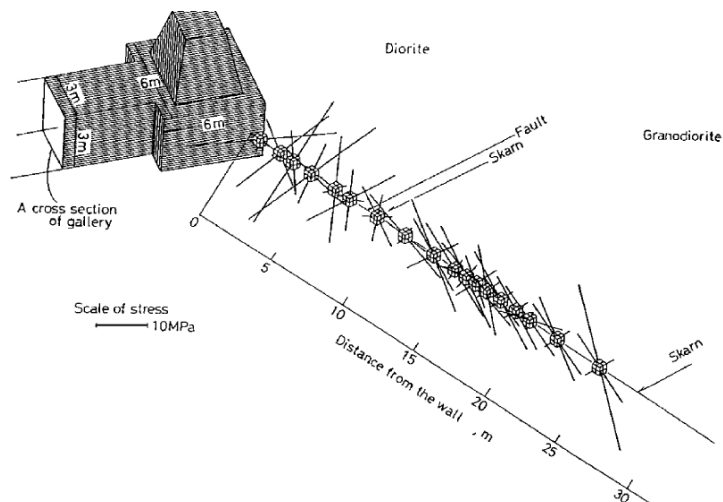 Diorite
3m
6m
3m
6m
Fault
Skarn
Granodiorite
A cross section
of gallery
0
5
10
15
20
25
30
Scale of stress
10MPa
Distance from the wall , m
Skarn